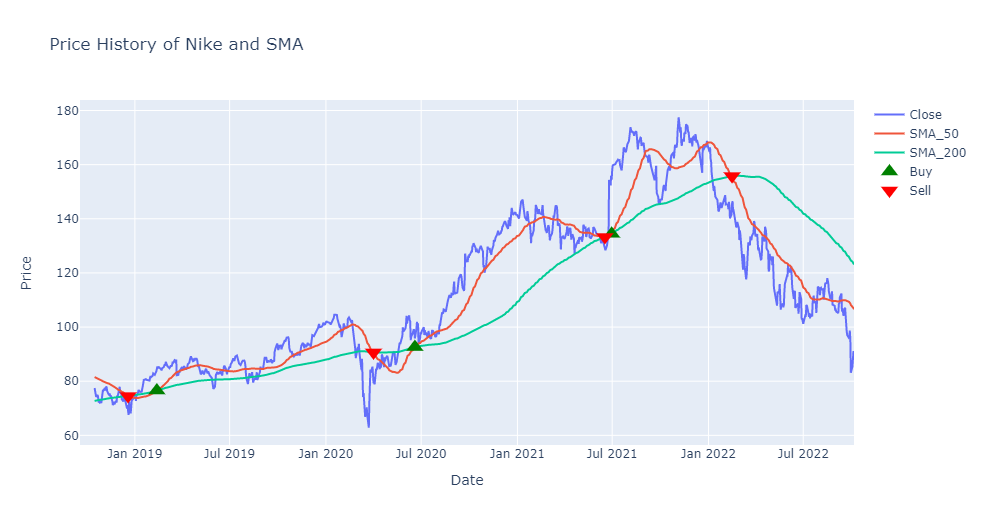 Price History of Nike and SMA
180
160
140
120
100
80
60
Price
Jan 2019 Jul 2019 Jan 2020 Jul 2020 Jan 2021 Jul 2021 Jan 2022 Jul 2022
Date
Close
SMA_50
SMA_200
Buy
Sell